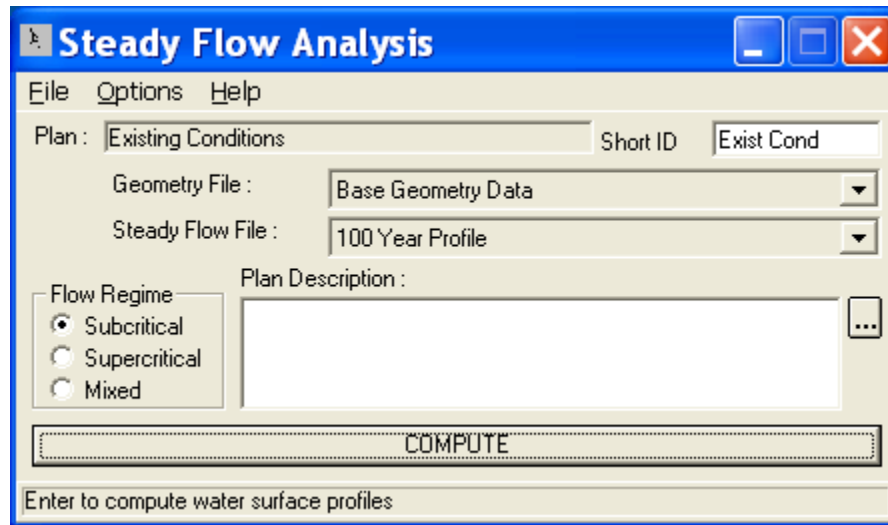 Steady Flow Analysis
File Options Help
Plan : Existing Conditions Short ID Exist Cond
Geometry File : Base Geometry Data
Steady Flow File : 100 Year Profile
Plan Description :
Flow Regime
Subcritical
Supercritical
Mixed
...
COMPUTE
Enter to compute water surface profiles